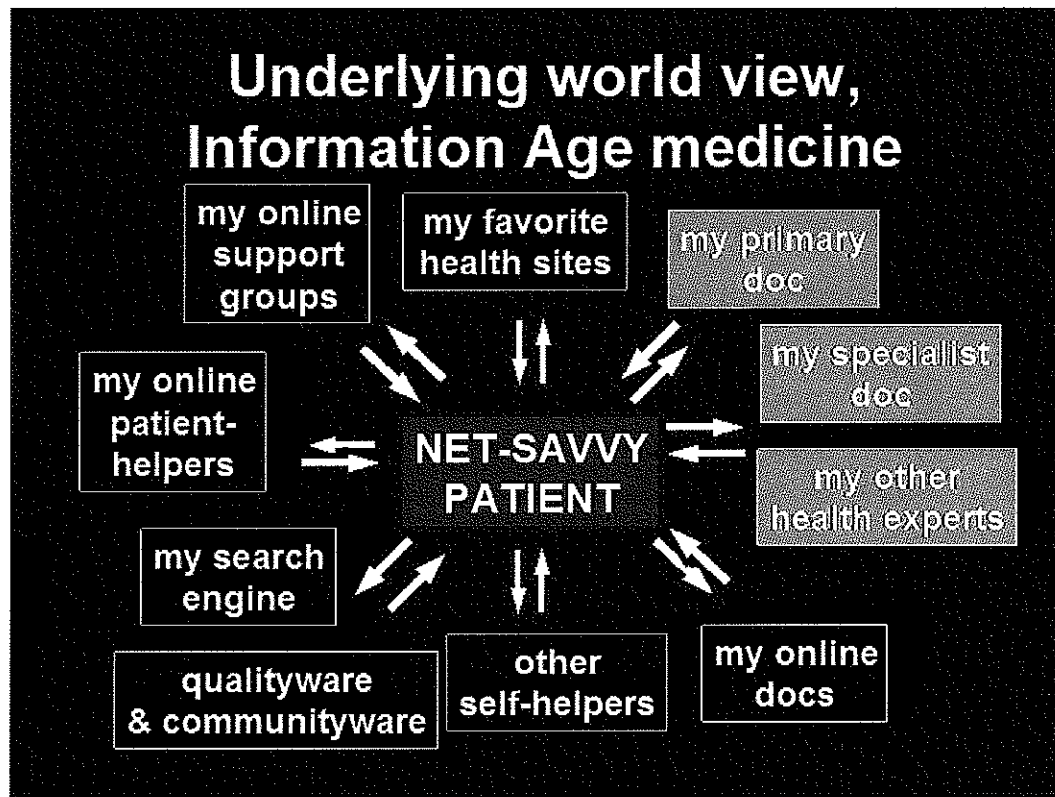 Underlying world view,
Information Age medicine
my online
support
groups
my favorite
health sites
my primary
doc
my specialist
doc
my online
patient-
helpers
NET-SAVVY
PATIENT
my other
health experts
my search
engine
qualityware
& communityware
other
self-helpers
my online
docs